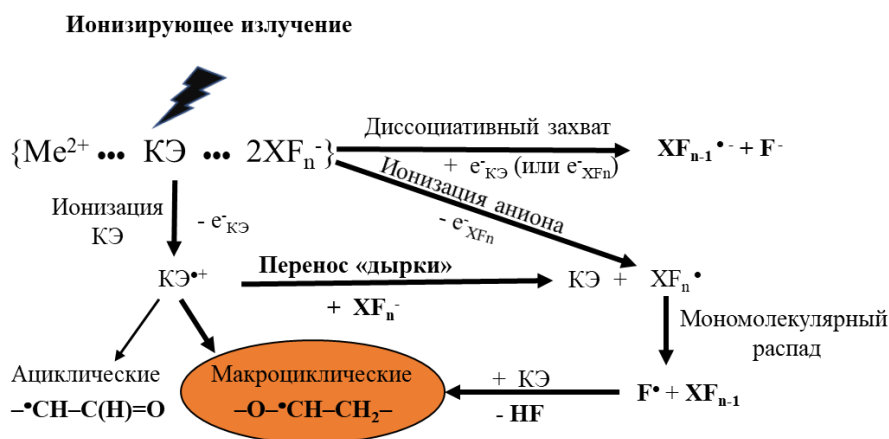 Ионизирующее излучение
{Me²⁺ ••• КЭ ••• 2XFₙ⁻}
Диссоциативный захват
+ e⁻КЭ (или e⁻XFn)
XFₙ₋₁•⁻ + F⁻
Ионизация аниона
- e⁻XFn
Ионизация
КЭ
- e⁻КЭ
КЭ•⁺
Перенос «дырки»
+ XFₙ⁻
КЭ + XFₙ•
Мономолекулярный
распад
Ациклические
–•CH–C(H)=O
Макроциклические
–O–•CH–CH₂–
+ КЭ
- HF
F• + XFₙ₋₁